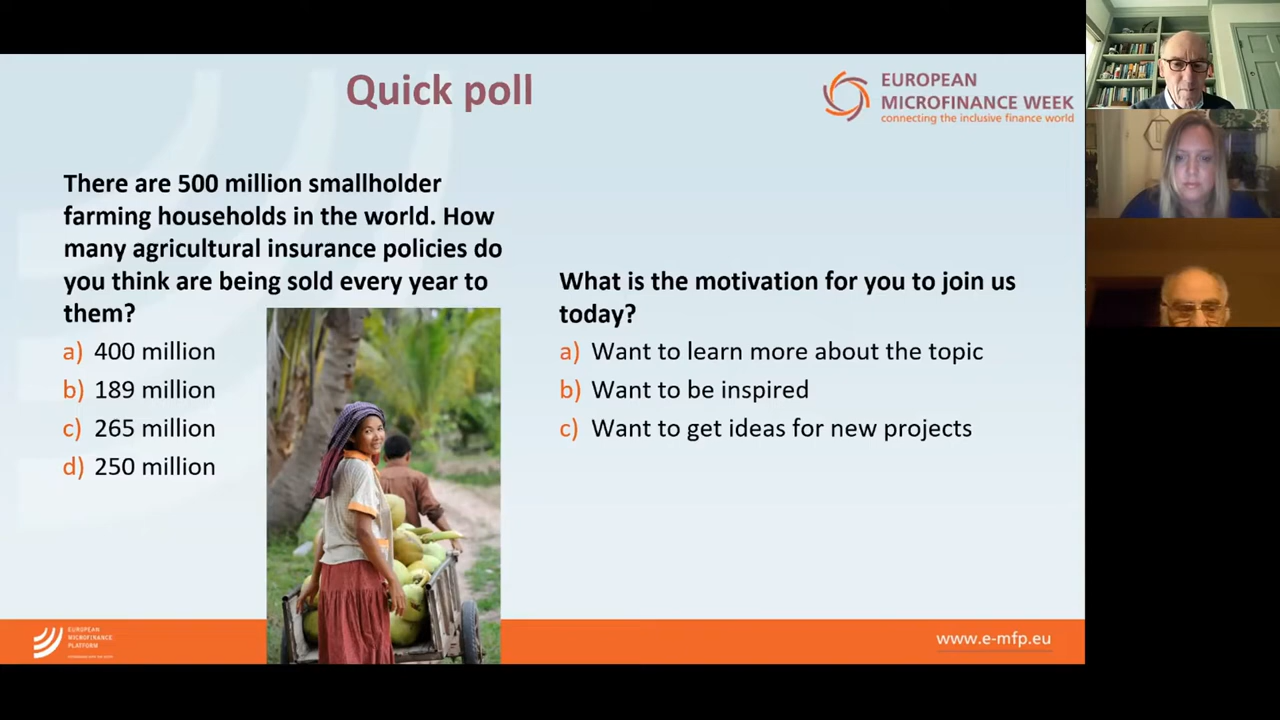 Quick poll
EUROPEAN
MICROFINANCE WEEK
connecting the inclusive finance world
There are 500 million smallholder
farming households in the world. How
many agricultural insurance policies do
you think are being sold every year to
them?
a) 400 million
b) 189 million
c) 265 million
d) 250 million
What is the motivation for you to join us
today?
a) Want to learn more about the topic
b) Want to be inspired
c) Want to get ideas for new projects
EUROPEAN
MICROFINANCE
PLATFORM
www.e-mfp.eu